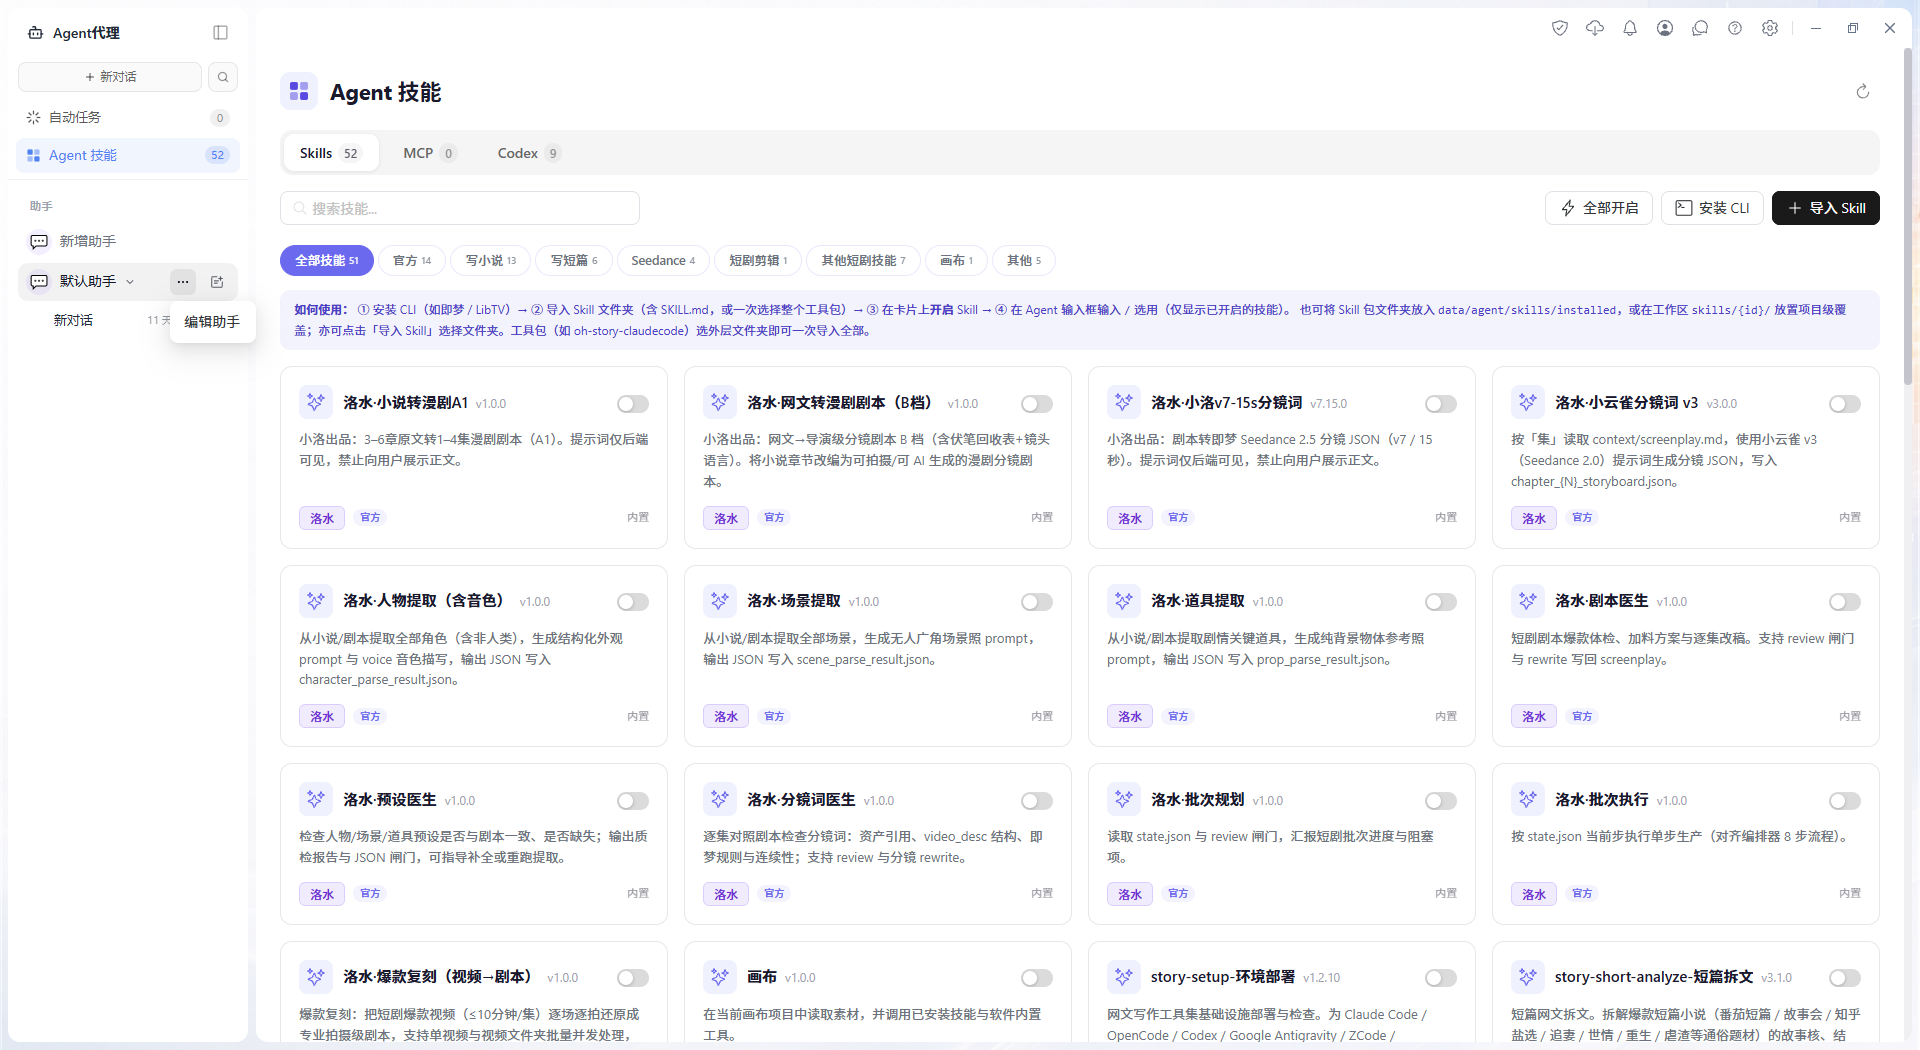 Agent代理
+ 新对话
自动任务 0
Agent 技能 52
助手
新增助手
默认助手
新对话 11 天
编辑助手
Agent 技能
Skills 52 MCP 0 Codex 9
搜索技能...
全部开启 安装 CLI + 导入 Skill
全部技能 51 官方 14 写小说 13 写短篇 6 Seedance 4 短剧剪辑 1 其他短剧技能 7 画布 1 其他 5
如何使用： ① 安装 CLI（如即梦 / LibTV）→ ② 导入 Skill 文件夹（含 SKILL.md，或一次选择整个工具包）→ ③ 在卡片上开启 Skill → ④ 在 Agent 输入框输入 / 选用（仅显示已开启的技能）。 也可将 Skill 包文件夹放入 data/agent/skills/installed，或在工作区 skills/{id}/ 放置项目级覆
盖；亦可点击「导入 Skill」选择文件夹。工具包（如 oh-story-claudecode）选外层文件夹即可一次导入全部。
洛水·小说转漫剧A1 v1.0.0
小洛出品：3–6章原文转1–4集漫剧剧本（A1）。提示词仅后端
可见，禁止向用户展示正文。
洛水 官方 内置
洛水·网文转漫剧剧本（B档） v1.0.0
小洛出品：网文→导演级分镜剧本 B 档（含伏笔回收表+镜头
语言）。将小说章节改编为可拍摄/可 AI 生成的漫剧分镜剧
本。
洛水 官方 内置
洛水·小洛v7-15s分镜词 v7.15.0
小洛出品：剧本转即梦 Seedance 2.5 分镜 JSON（v7 / 15
秒）。提示词仅后端可见，禁止向用户展示正文。
洛水 官方 内置
洛水·小云雀分镜词 v3 v3.0.0
按「集」读取 context/screenplay.md，使用小云雀 v3
（Seedance 2.0）提示词生成分镜 JSON，写入
chapter_{N}_storyboard.json。
洛水 官方 内置
洛水·人物提取（含音色） v1.0.0
从小说/剧本提取全部角色（含非人类），生成结构化外观
prompt 与 voice 音色描写，输出 JSON 写入
character_parse_result.json。
洛水 官方 内置
洛水·场景提取 v1.0.0
从小说/剧本提取全部场景，生成无人广角场景照 prompt，
输出 JSON 写入 scene_parse_result.json。
洛水 官方 内置
洛水·道具提取 v1.0.0
从小说/剧本提取剧情关键道具，生成纯背景物体参考照
prompt，输出 JSON 写入 prop_parse_result.json。
洛水 官方 内置
洛水·剧本医生 v1.0.0
短剧剧本爆款体检、加料方案与逐集改稿。支持 review 闸门
与 rewrite 写回 screenplay。
洛水 官方 内置
洛水·预设医生 v1.0.0
检查人物/场景/道具预设是否与剧本一致、是否缺失；输出质
检报告与 JSON 闸门，可指导补全或重跑提取。
洛水 官方 内置
洛水·分镜词医生 v1.0.0
逐集对照剧本检查分镜词：资产引用、video_desc 结构、即
梦规则与连续性；支持 review 与分镜 rewrite。
洛水 官方 内置
洛水·批次规划 v1.0.0
读取 state.json 与 review 闸门，汇报短剧批次进度与阻塞
项。
洛水 官方 内置
洛水·批次执行 v1.0.0
按 state.json 当前步执行单步生产（对齐编排器 8 步流程）。
洛水 官方 内置
洛水·爆款复刻（视频→剧本） v1.0.0
爆款复刻：把短剧爆款视频（≤10分钟/集）逐场逐拍还原成
专业拍摄级剧本，支持单视频与视频文件夹批量并发处理，
画布 v1.0.0
在当前画布项目中读取素材，并调用已安装技能与软件内置
工具。
story-setup-环境部署 v1.2.10
网文写作工具集基础设施部署与检查。为 Claude Code /
OpenCode / Codex / Google Antigravity / ZCode /
story-short-analyze-短篇拆文 v3.1.0
短篇网文拆文。拆解爆款短篇小说（番茄短篇 / 故事会 / 知乎
盐选 / 追妻 / 世情 / 重生 / 虐渣等通俗题材）的故事核、结